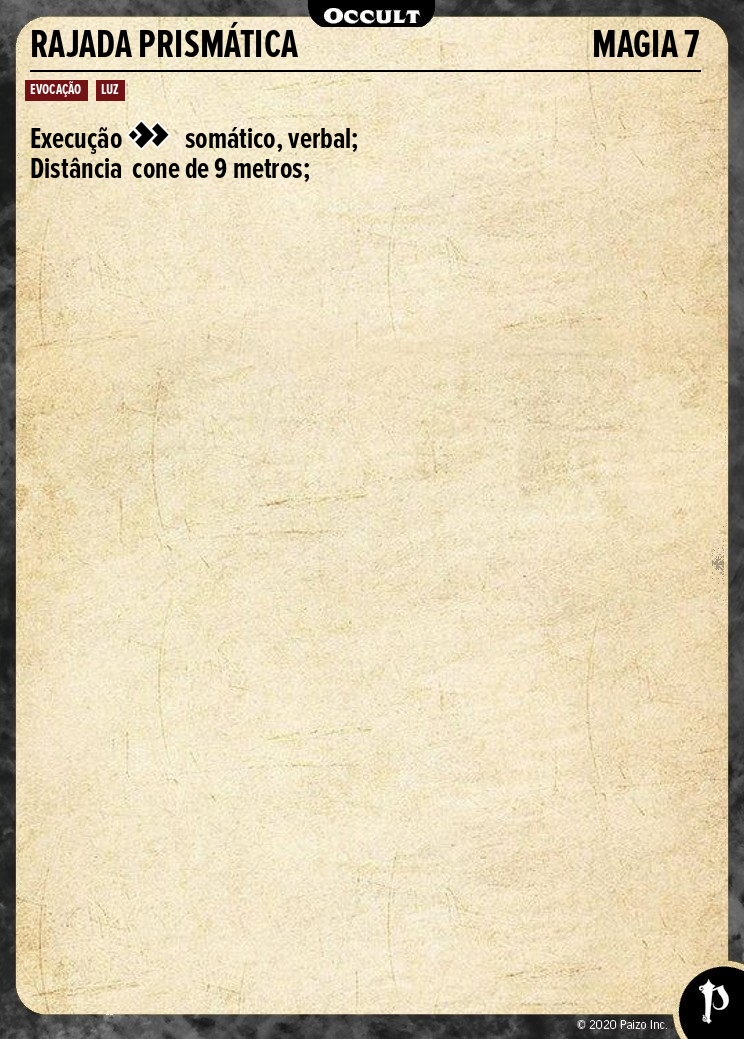 OCCULT
RAJADA PRISMÁTICA MAGIA 7
EVOCAÇÃO LUZ
Execução somático, verbal;
Distância cone de 9 metros;
© 2020 Paizo Inc.
P